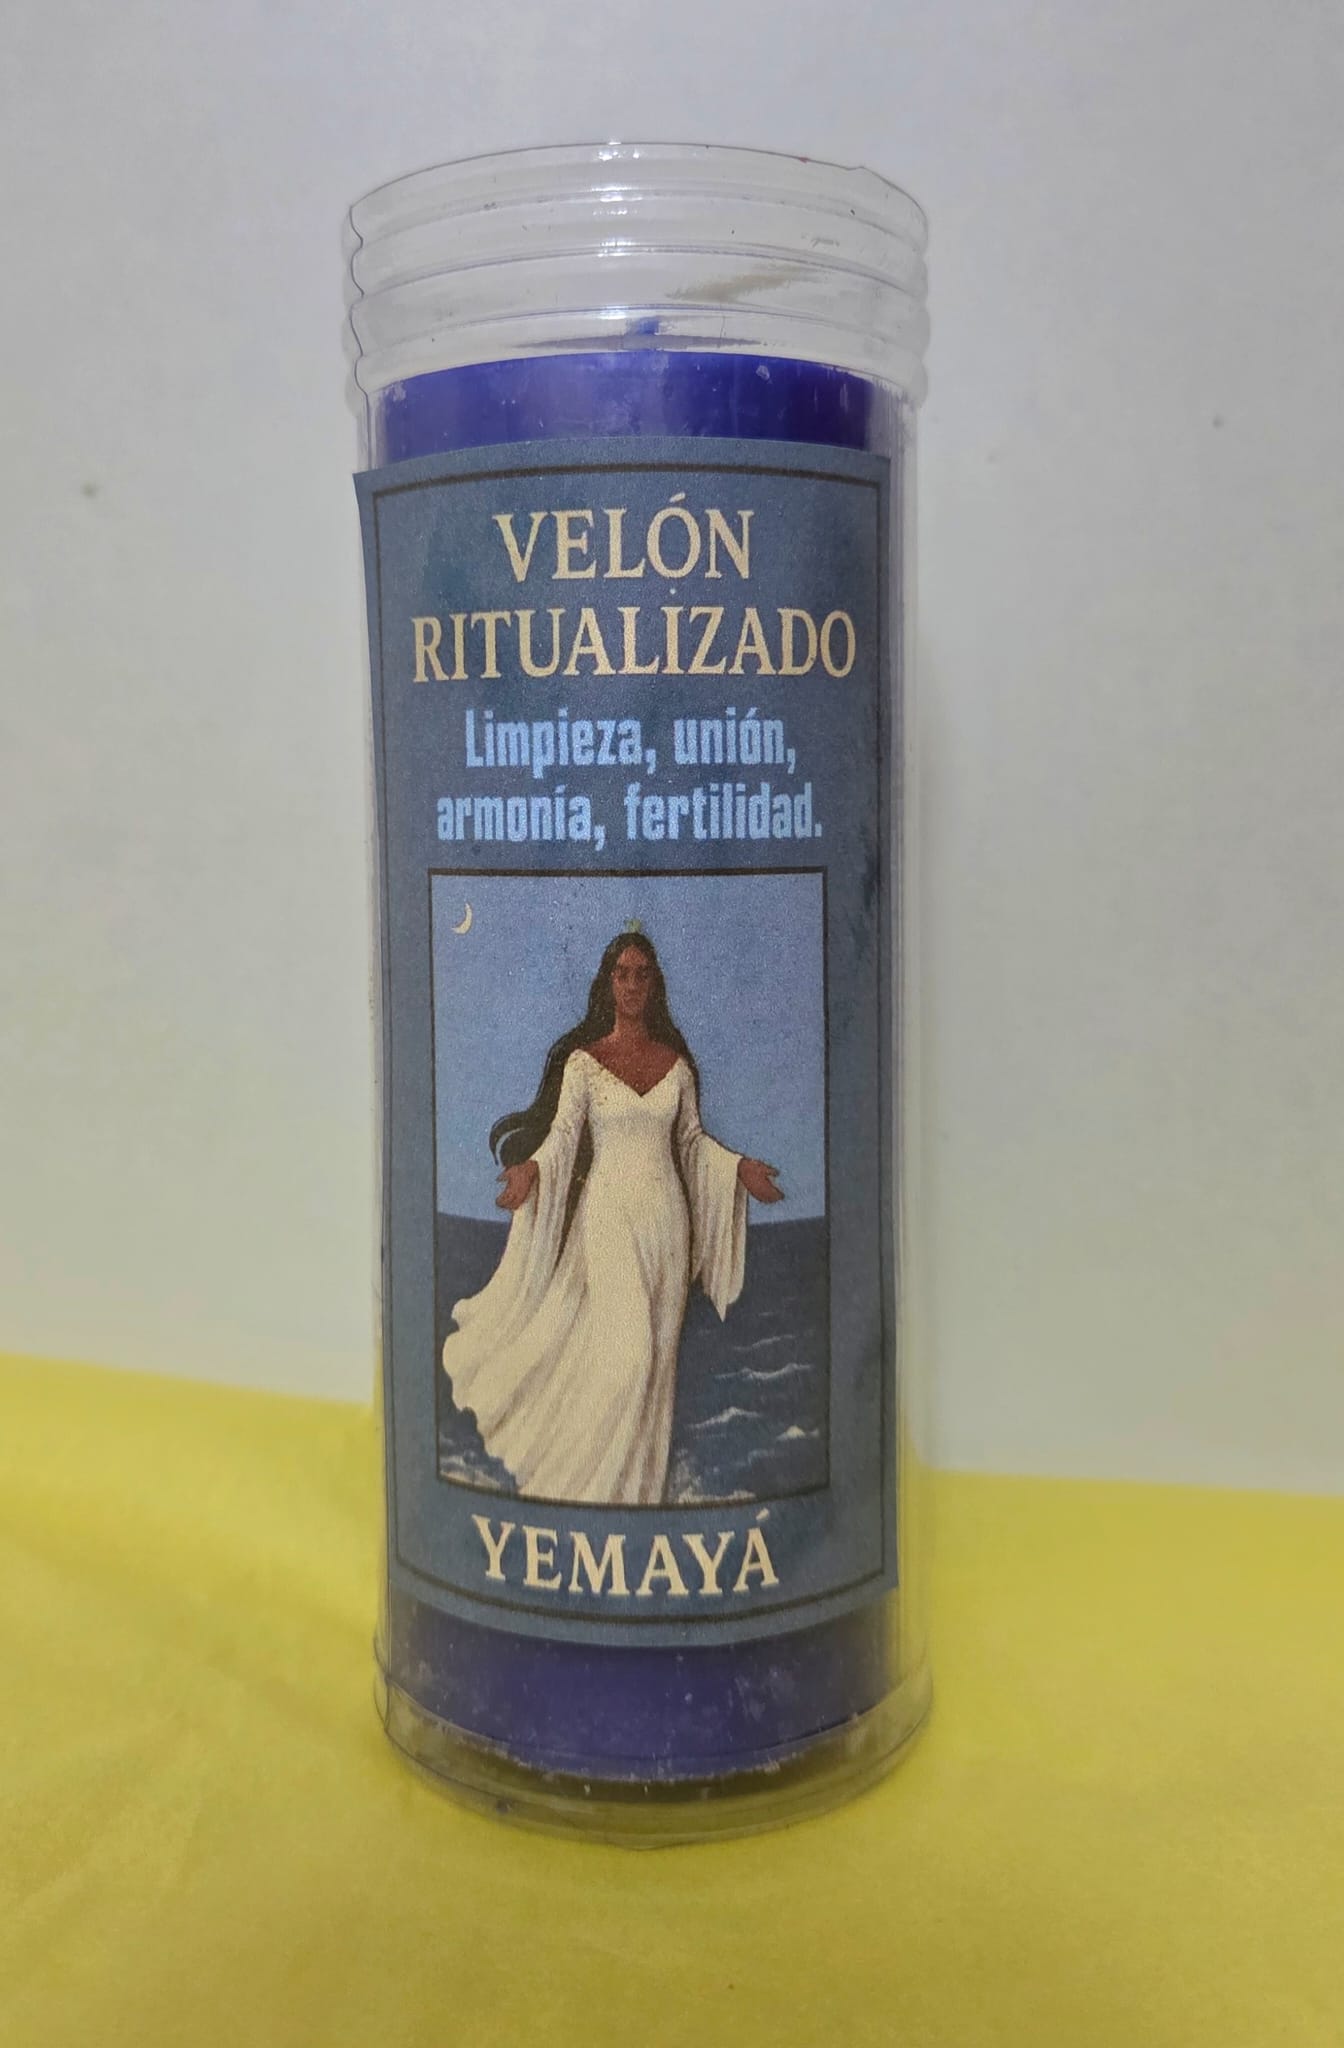 VELÓN
RITUALIZADO
Limpieza, unión,
armonía, fertilidad.
YEMAYÁ